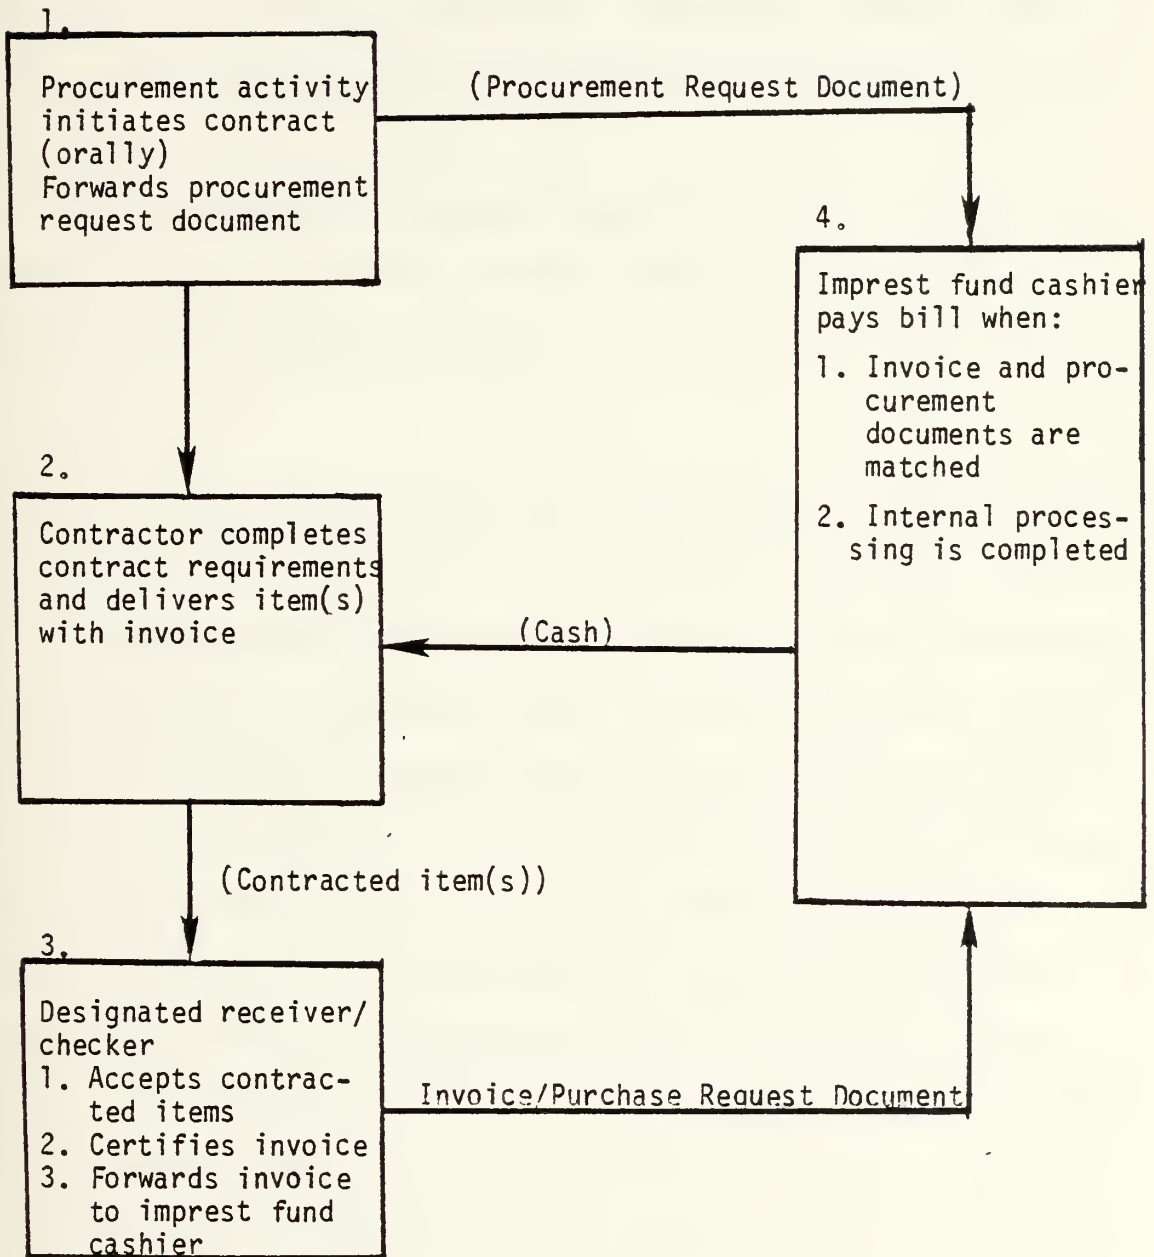 1.
Procurement activity
initiates contract
(orally)
Forwards procurement
request document
(Procurement Request Document)
4.
Imprest fund cashier
pays bill when:
1. Invoice and pro-
curement
documents are
matched
2. Internal proces-
sing is completed
2.
Contractor completes
contract requirements
and delivers item(s)
with invoice
(Cash)
(Contracted item(s))
3.
Designated receiver/
checker
1. Accepts contrac-
ted items
2. Certifies invoice
3. Forwards invoice
to imprest fund
cashier
Invoice/Purchase Request Document